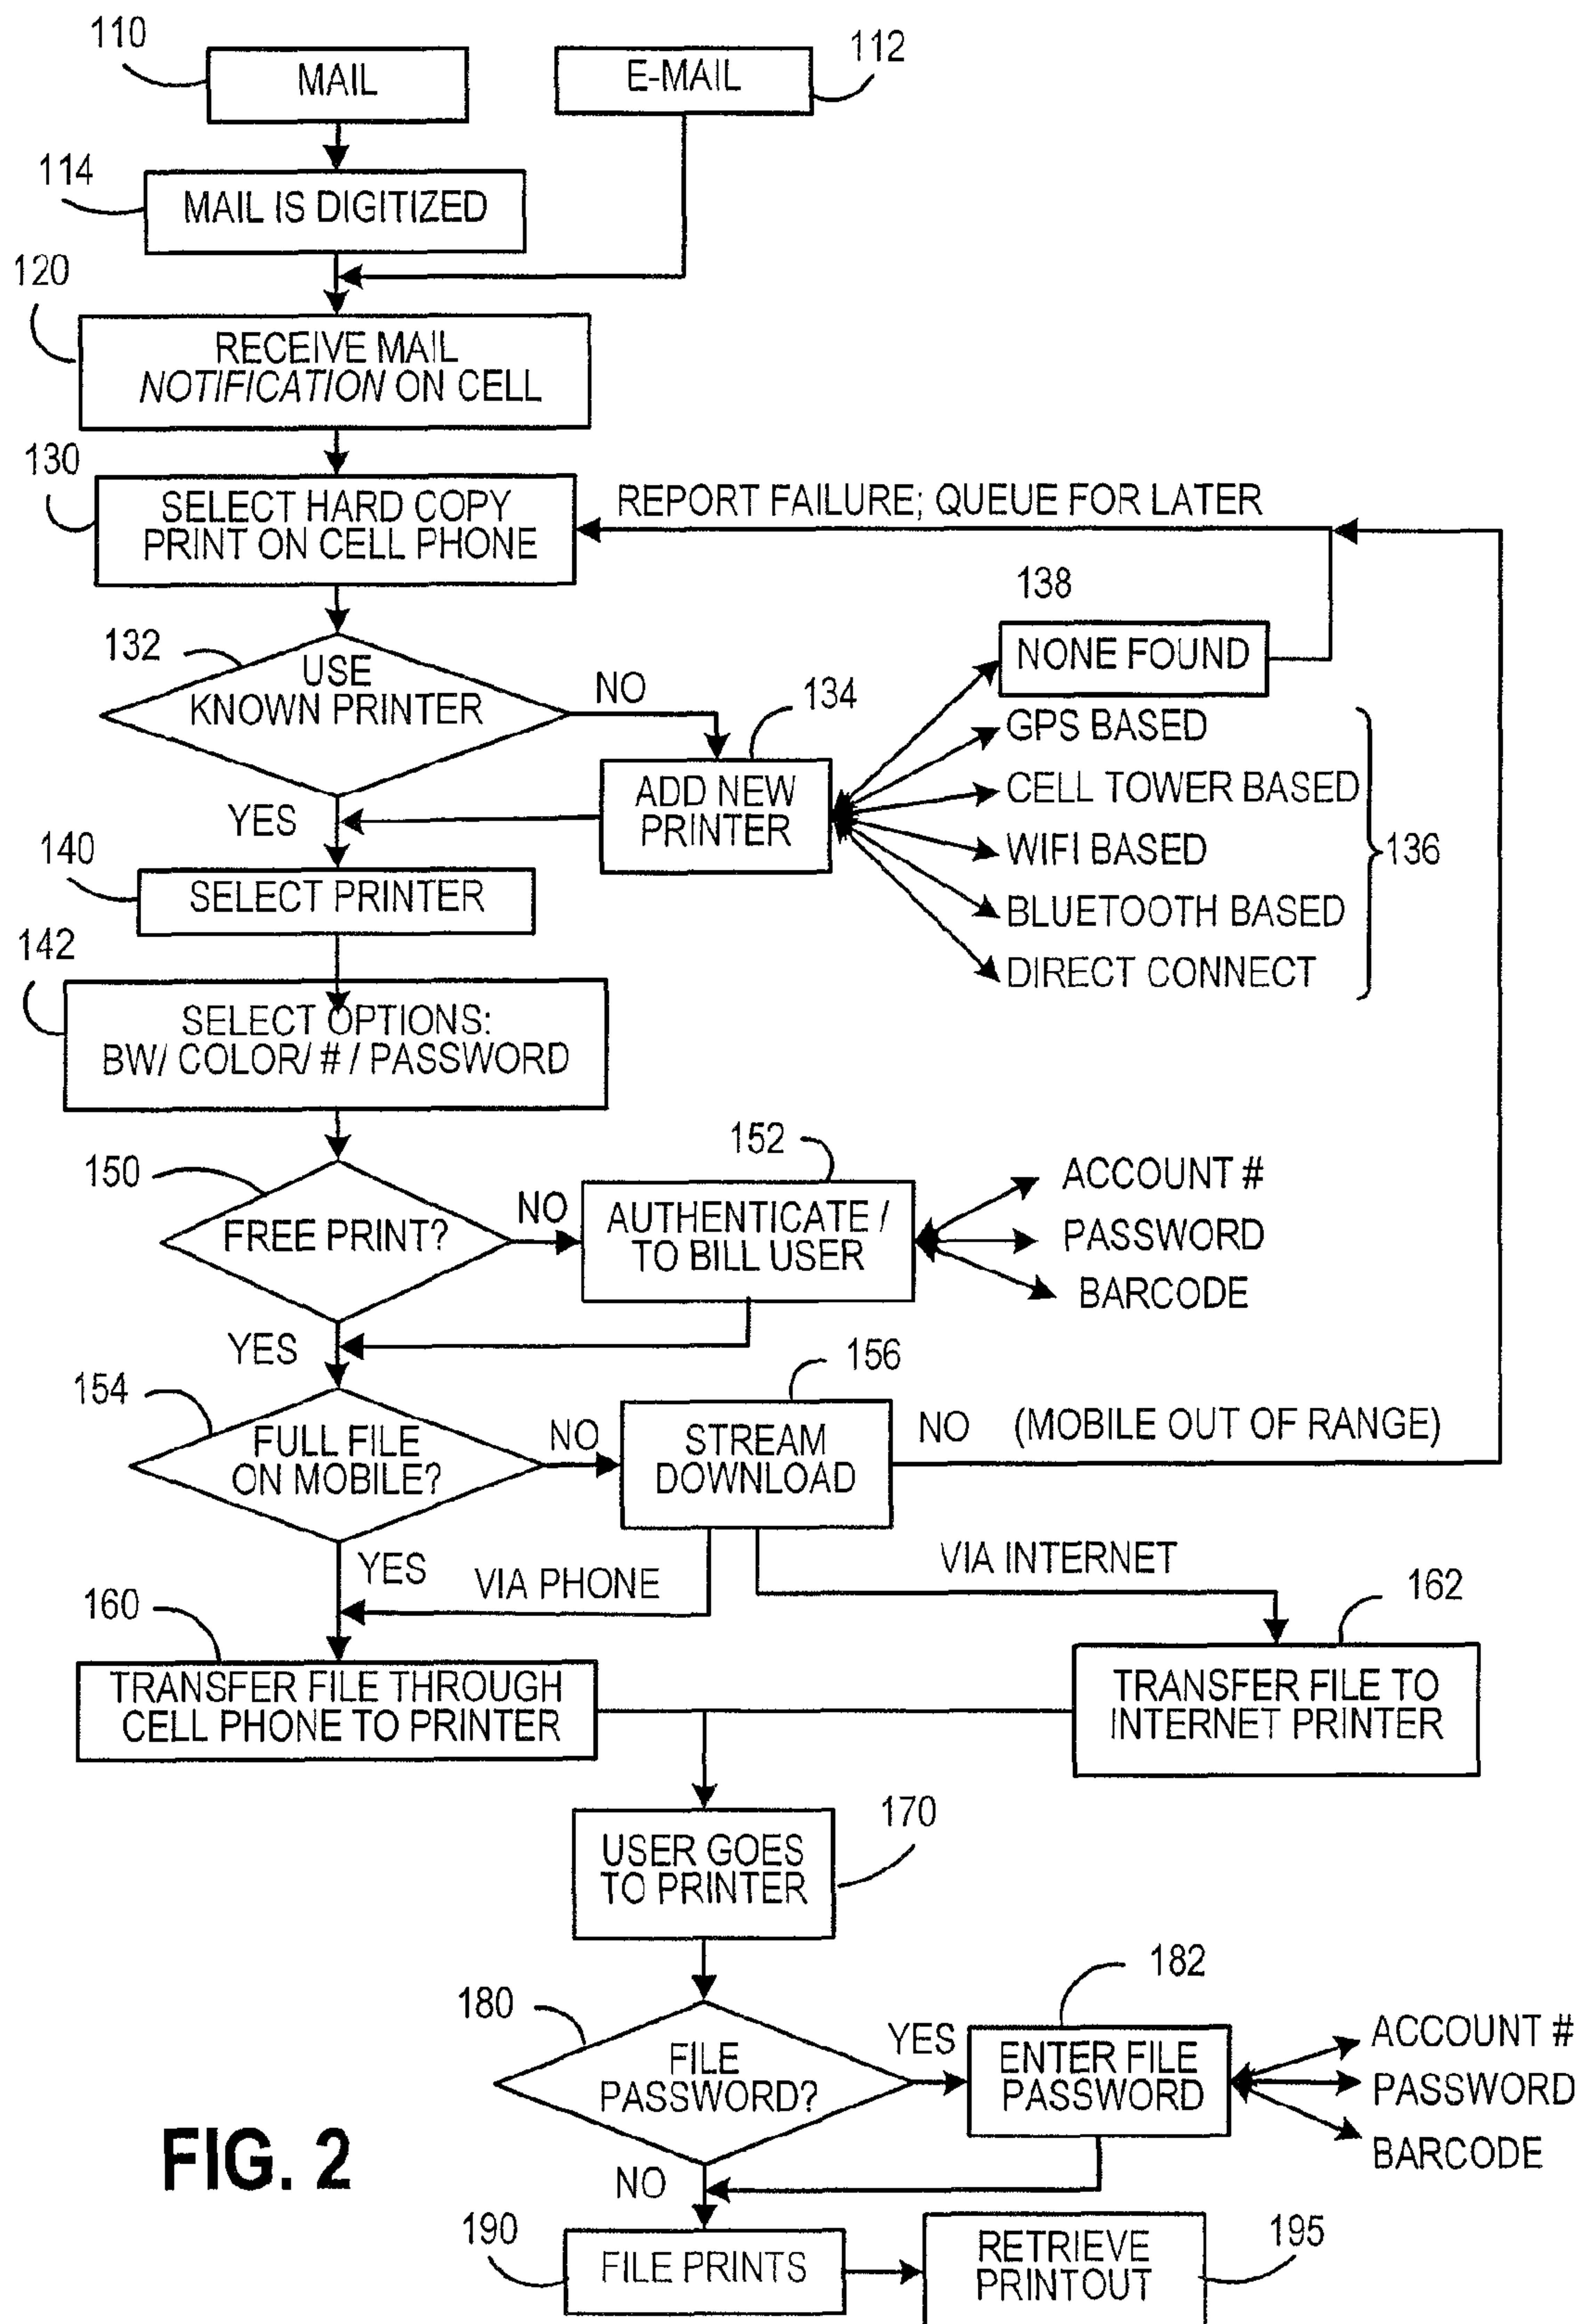 110
MAIL
E-MAIL
112
114
MAIL IS DIGITIZED
120
RECEIVE MAIL
NOTIFICATION ON CELL
130
SELECT HARD COPY
PRINT ON CELL PHONE
REPORT FAILURE; QUEUE FOR LATER
138
NONE FOUND
132
USE
KNOWN PRINTER
NO
134
ADD NEW
PRINTER
GPS BASED
CELL TOWER BASED
WIFI BASED
BLUETOOTH BASED
DIRECT CONNECT
136
YES
140
SELECT PRINTER
142
SELECT OPTIONS:
BW/ COLOR/ # / PASSWORD
150
FREE PRINT?
NO
152
AUTHENTICATE /
TO BILL USER
ACCOUNT #
PASSWORD
BARCODE
YES
154
FULL FILE
ON MOBILE?
NO
156
STREAM
DOWNLOAD
NO (MOBILE OUT OF RANGE)
YES
VIA PHONE
VIA INTERNET
160
TRANSFER FILE THROUGH
CELL PHONE TO PRINTER
162
TRANSFER FILE TO
INTERNET PRINTER
170
USER GOES
TO PRINTER
180
FILE
PASSWORD?
YES
182
ENTER FILE
PASSWORD
ACCOUNT #
PASSWORD
BARCODE
NO
190
FILE PRINTS
RETRIEVE
PRINTOUT
195
FIG. 2